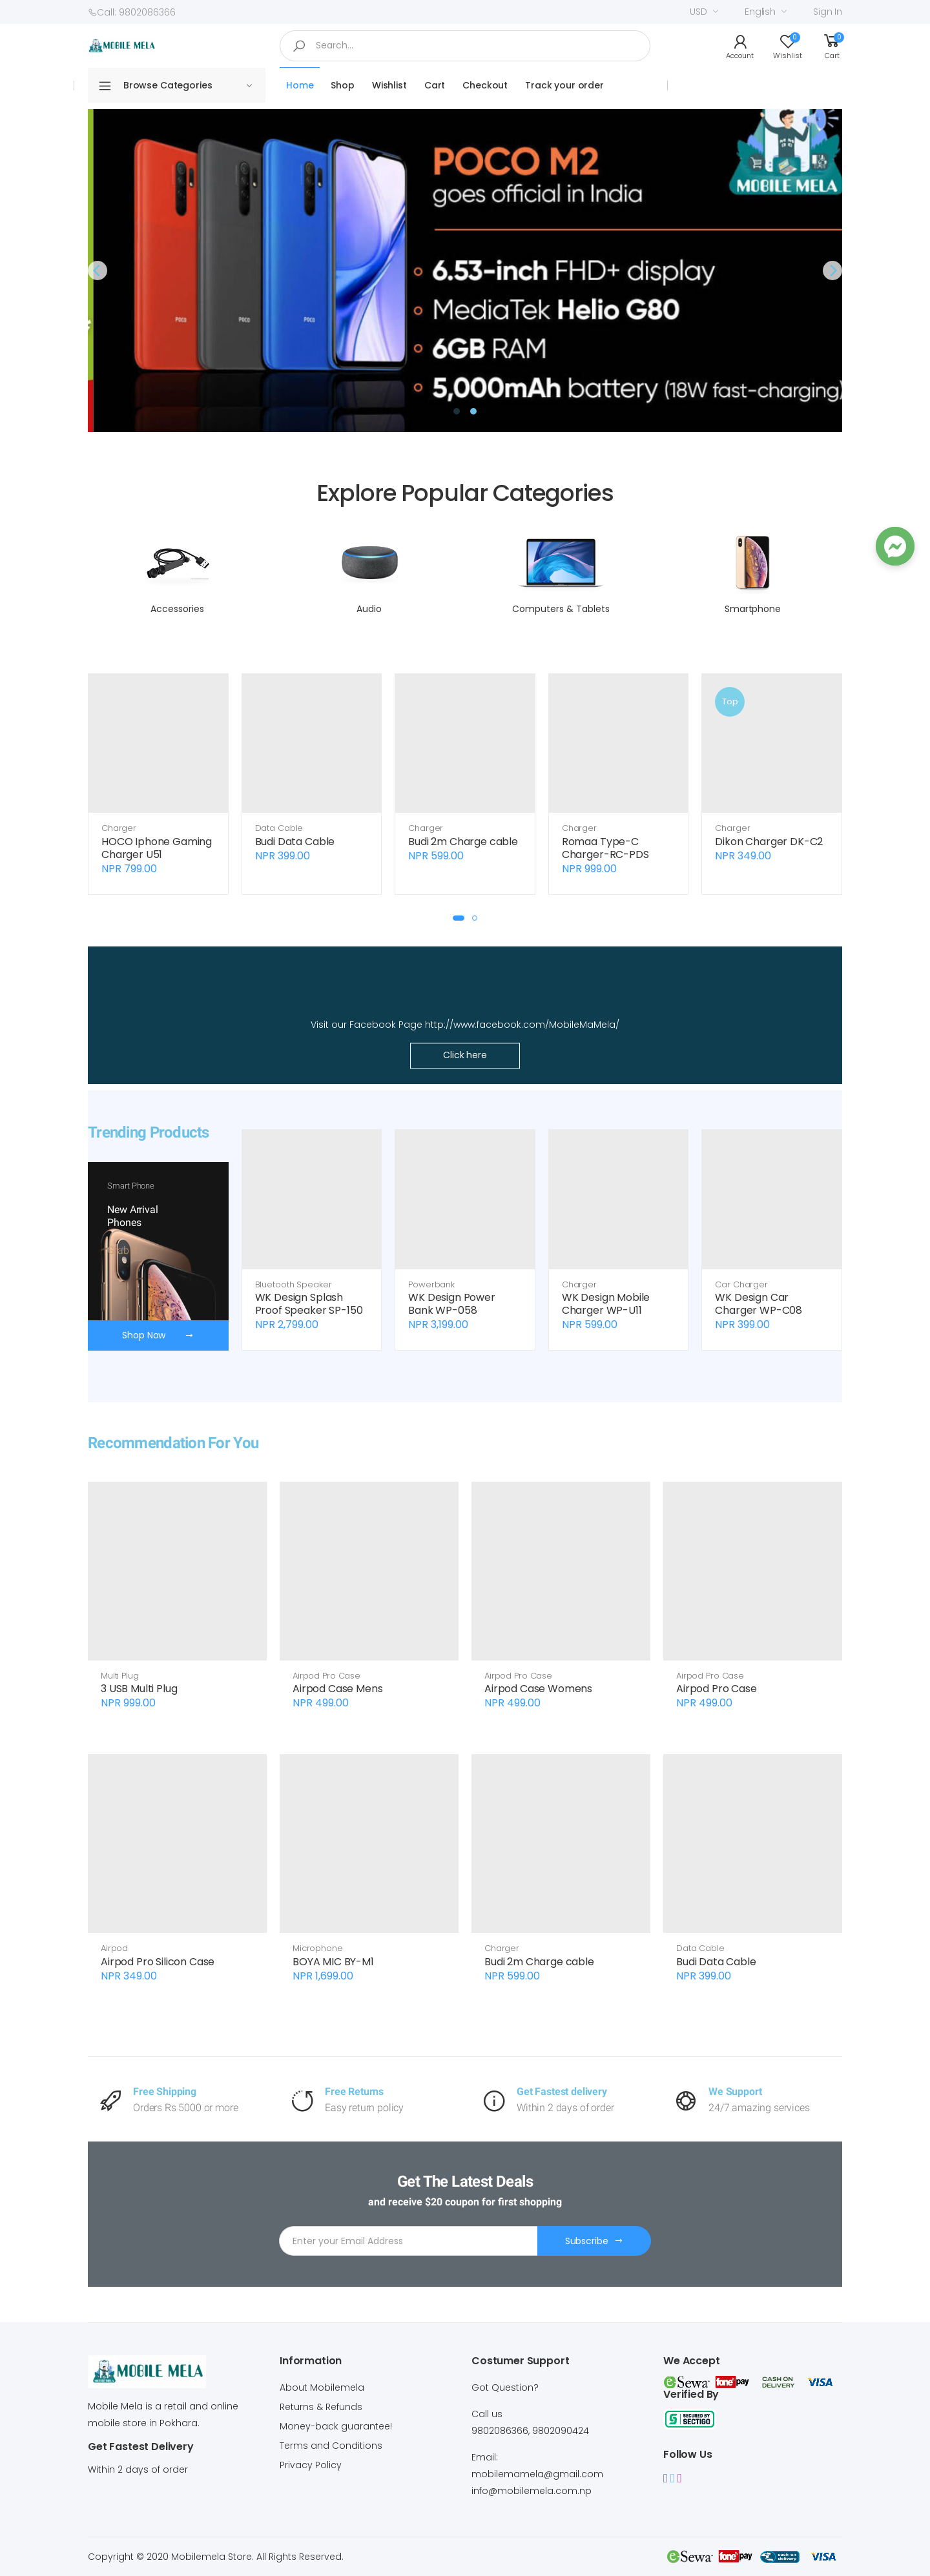 Call: 9802086366
USD
English
Sign In
MOBILE MELA
Search...
Account
0
Wishlist
0
Cart
Browse Categories
Home
Shop
Wishlist
Cart
Checkout
Track your order
MOBILE MELA
POCO M2
goes official in India
6.53-inch FHD+ display
MediaTek Helio G80
6GB RAM
5,000mAh battery (18W fast-charging)
POCO
POCO
POCO
Explore Popular Categories
Accessories
Audio
Computers & Tablets
Smartphone
Charger
HOCO Iphone Gaming Charger U51
NPR 799.00
Data Cable
Budi Data Cable
NPR 399.00
Charger
Budi 2m Charge cable
NPR 599.00
Charger
Romaa Type-C Charger-RC-PDS
NPR 999.00
Top
Charger
Dikon Charger DK-C2
NPR 349.00
Visit our Facebook Page http://www.facebook.com/MobileMaMela/
Click here
Trending Products
Smart Phone
New Arrival
Phones
Shop Now
Bluetooth Speaker
WK Design Splash Proof Speaker SP-150
NPR 2,799.00
Powerbank
WK Design Power Bank WP-058
NPR 3,199.00
Charger
WK Design Mobile Charger WP-U11
NPR 599.00
Car Charger
WK Design Car Charger WP-C08
NPR 399.00
Recommendation For You
Multi Plug
3 USB Multi Plug
NPR 999.00
Airpod Pro Case
Airpod Case Mens
NPR 499.00
Airpod Pro Case
Airpod Case Womens
NPR 499.00
Airpod Pro Case
Airpod Pro Case
NPR 499.00
Airpod
Airpod Pro Silicon Case
NPR 349.00
Microphone
BOYA MIC BY-M1
NPR 1,699.00
Charger
Budi 2m Charge cable
NPR 599.00
Data Cable
Budi Data Cable
NPR 399.00
Free Shipping
Orders Rs 5000 or more
Free Returns
Easy return policy
Get Fastest delivery
Within 2 days of order
We Support
24/7 amazing services
Get The Latest Deals
and receive $20 coupon for first shopping
Enter your Email Address
Subscribe
MOBILE MELA
Mobile Mela is a retail and online
mobile store in Pokhara.
Get Fastest Delivery
Within 2 days of order
Information
About Mobilemela
Returns & Refunds
Money-back guarantee!
Terms and Conditions
Privacy Policy
Costumer Support
Got Question?
Call us
9802086366, 9802090424
Email:
mobilemamela@gmail.com
info@mobilemela.com.np
We Accept
eSewa
fonepay
CASH ON DELIVERY
VISA
Verified By
SECURED BY SECTIGO
Follow Us
Copyright © 2020 Mobilemela Store. All Rights Reserved.
eSewa
fonepay
cash on delivery
VISA